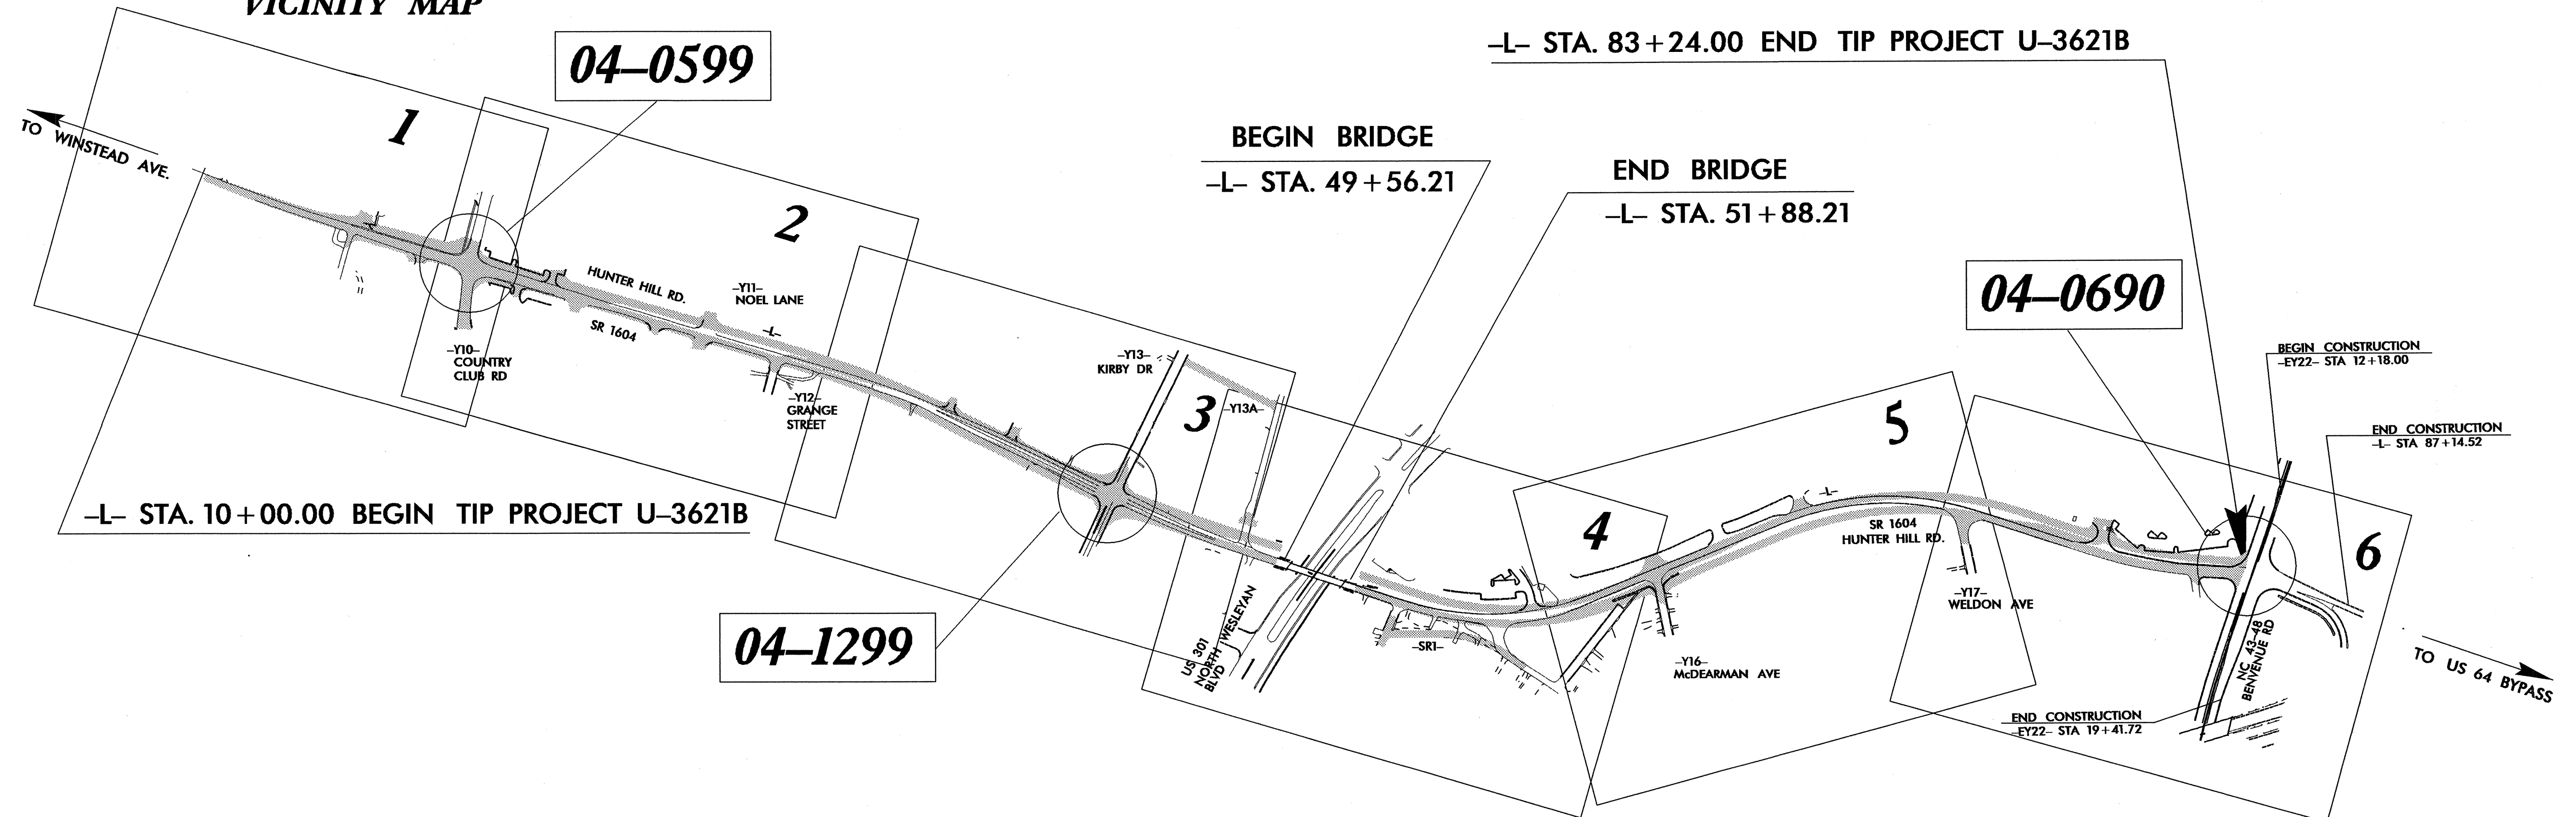 VICINITY MAP
–L– STA. 83+24.00 END TIP PROJECT U–3621B
04–0599
1
TO WINSTEAD AVE.
BEGIN BRIDGE
–L– STA. 49+56.21
END BRIDGE
–L– STA. 51+88.21
2
HUNTER HILL RD.
SR 1604
–Y11–
NOEL LANE
–L–
04–0690
–Y10–
COUNTRY
CLUB RD
–Y12–
GRANGE
STREET
–Y13–
KIRBY DR
3
–Y13A–
5
BEGIN CONSTRUCTION
–EY22– STA 12+18.00
END CONSTRUCTION
–L– STA 87+14.52
–L– STA. 10+00.00 BEGIN TIP PROJECT U–3621B
4
–L–
SR 1604
HUNTER HILL RD.
6
04–1299
US 301
NORTH WESLEYAN
BLVD
–SR1–
–Y16–
McDEARMAN AVE
–Y17–
WELDON AVE
NC 43–48
BENVENUE RD
END CONSTRUCTION
–EY22– STA 19+41.72
TO US 64 BYPASS